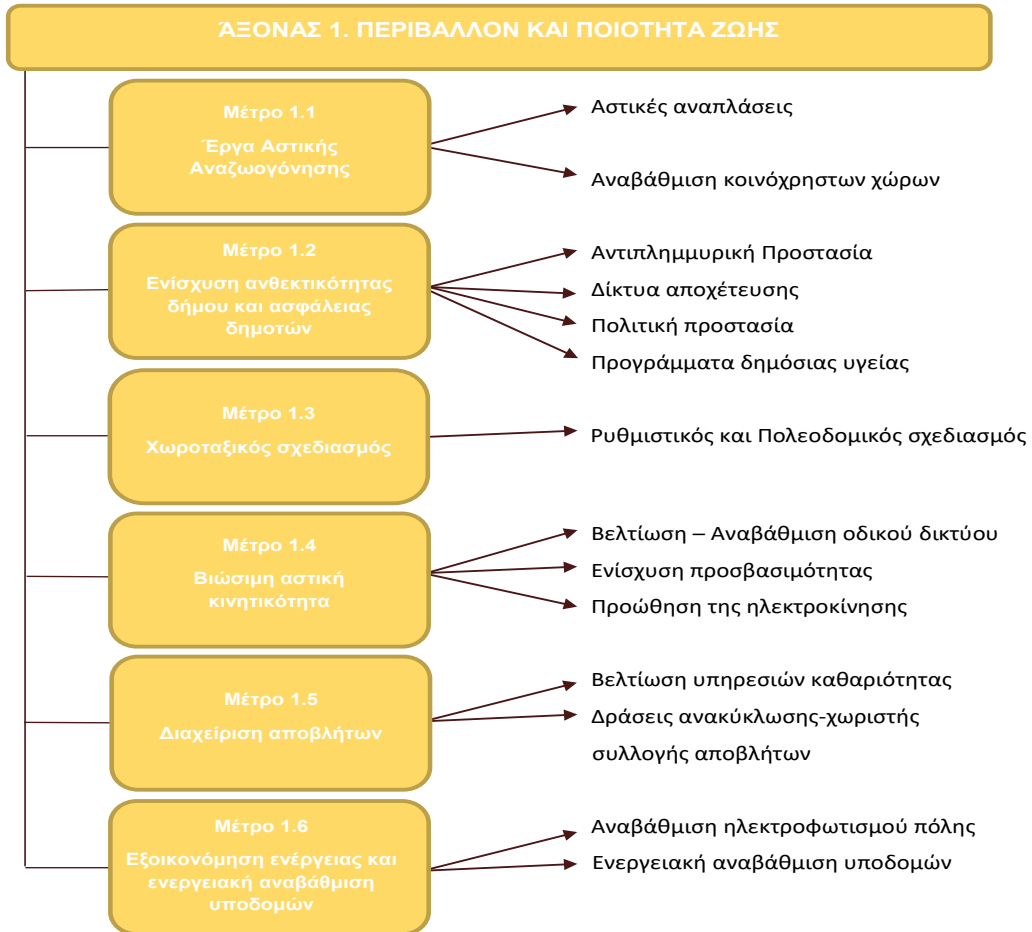 ΆΞΟΝΑΣ 1. ΠΕΡΙΒΑΛΛΟΝ ΚΑΙ ΠΟΙΟΤΗΤΑ ΖΩΗΣ
Μέτρο 1.1
Έργα Αστικής
Αναζωογόνησης
Αστικές αναπλάσεις
Αναβάθμιση κοινόχρηστων χώρων
Μέτρο 1.2
Ενίσχυση ανθεκτικότητας
δήμου και ασφάλειας
δημοτών
Αντιπλημμυρική Προστασία
Δίκτυα αποχέτευσης
Πολιτική προστασία
Προγράμματα δημόσιας υγείας
Μέτρο 1.3
Χωροταξικός σχεδιασμός
Ρυθμιστικός και Πολεοδομικός σχεδιασμός
Μέτρο 1.4
Βιώσιμη αστική
κινητικότητα
Βελτίωση – Αναβάθμιση οδικού δικτύου
Ενίσχυση προσβασιμότητας
Προώθηση της ηλεκτροκίνησης
Μέτρο 1.5
Διαχείριση αποβλήτων
Βελτίωση υπηρεσιών καθαριότητας
Δράσεις ανακύκλωσης-χωριστής
συλλογής αποβλήτων
Μέτρο 1.6
Εξοικονόμηση ενέργειας και
ενεργειακή αναβάθμιση
υποδομών
Αναβάθμιση ηλεκτροφωτισμού πόλης
Ενεργειακή αναβάθμιση υποδομών